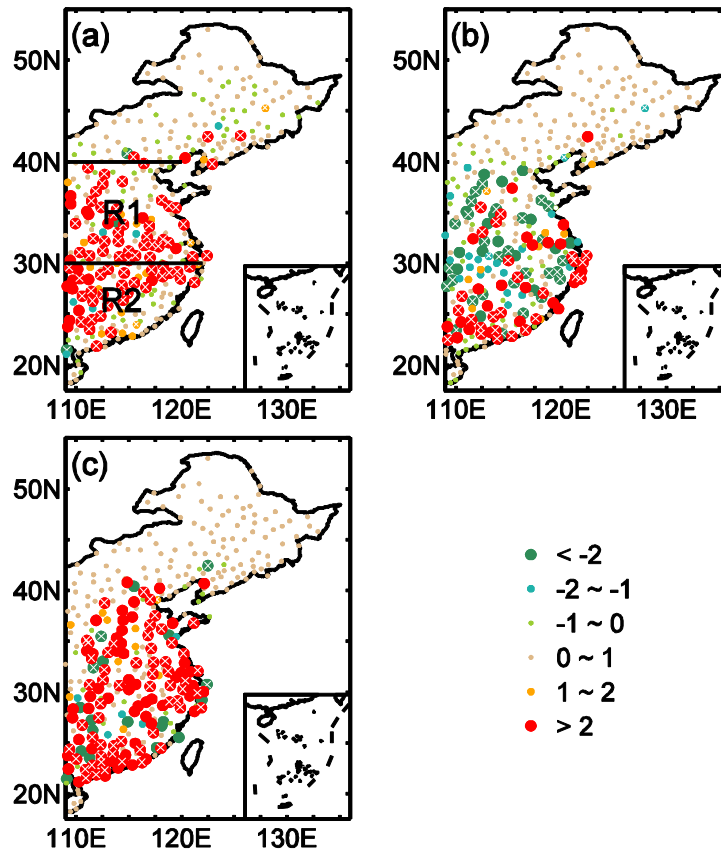 (a)
50N
40N
R1
30N
R2
20N
110E 120E 130E
(b)
50N
40N
30N
20N
110E 120E 130E
(c)
50N
40N
30N
20N
110E 120E 130E
< -2
-2 ~ -1
-1 ~ 0
0 ~ 1
1 ~ 2
> 2